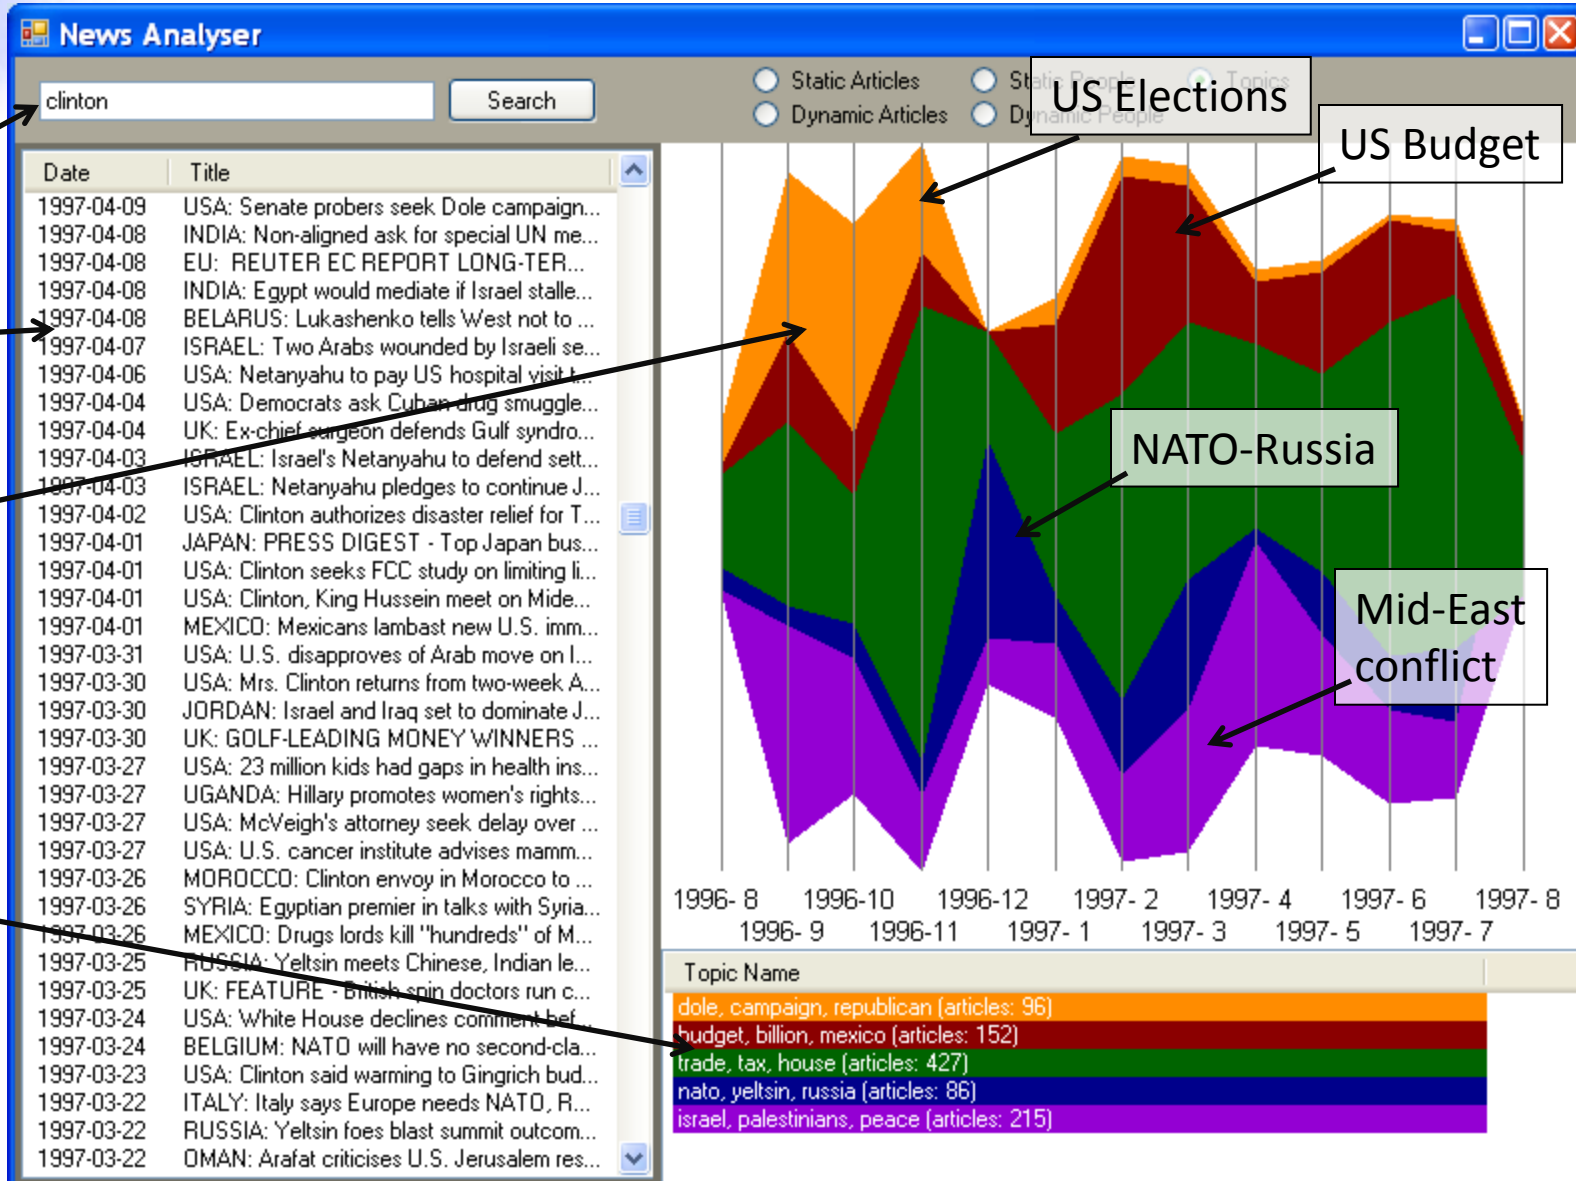 News Analyser
clinton
Search
Static Articles
Static People
Topics
Dynamic Articles
Dynamic People
US Elections
US Budget
NATO-Russia
Mid-East
conflict
Date Title
1997-04-09 USA: Senate probers seek Dole campaign...
1997-04-08 INDIA: Non-aligned ask for special UN me...
1997-04-08 EU: REUTER EC REPORT LONG-TER...
1997-04-08 INDIA: Egypt would mediate if Israel stalle...
1997-04-08 BELARUS: Lukashenko tells West not to ...
1997-04-07 ISRAEL: Two Arabs wounded by Israeli se...
1997-04-06 USA: Netanyahu to pay US hospital visit t...
1997-04-04 USA: Democrats ask Cuban drug smuggle...
1997-04-04 UK: Ex-chief surgeon defends Gulf syndro...
1997-04-03 ISRAEL: Israel's Netanyahu to defend sett...
1997-04-03 ISRAEL: Netanyahu pledges to continue J...
1997-04-02 USA: Clinton authorizes disaster relief for T...
1997-04-01 JAPAN: PRESS DIGEST - Top Japan bus...
1997-04-01 USA: Clinton seeks FCC study on limiting li...
1997-04-01 USA: Clinton, King Hussein meet on Mide...
1997-04-01 MEXICO: Mexicans lambast new U.S. imm...
1997-03-31 USA: U.S. disapproves of Arab move on I...
1997-03-30 USA: Mrs. Clinton returns from two-week A...
1997-03-30 JORDAN: Israel and Iraq set to dominate J...
1997-03-30 UK: GOLF-LEADING MONEY WINNERS ...
1997-03-27 USA: 23 million kids had gaps in health ins...
1997-03-27 UGANDA: Hillary promotes women's rights...
1997-03-27 USA: McVeigh's attorney seek delay over ...
1997-03-27 USA: U.S. cancer institute advises mamm...
1997-03-26 MOROCCO: Clinton envoy in Morocco to ...
1997-03-26 SYRIA: Egyptian premier in talks with Syria...
1997-03-26 MEXICO: Drugs lords kill "hundreds" of M...
1997-03-25 RUSSIA: Yeltsin meets Chinese, Indian le...
1997-03-25 UK: FEATURE - British spin doctors run c...
1997-03-24 USA: White House declines comment bef...
1997-03-24 BELGIUM: NATO will have no second-cla...
1997-03-23 USA: Clinton said warming to Gingrich bud...
1997-03-22 ITALY: Italy says Europe needs NATO, R...
1997-03-22 RUSSIA: Yeltsin foes blast summit outcom...
1997-03-22 OMAN: Arafat criticises U.S. Jerusalem res...
1996- 8 1996-10 1996-12 1997- 2 1997- 4 1997- 6 1997- 8
1996- 9 1996-11 1997- 1 1997- 3 1997- 5 1997- 7
Topic Name
dole, campaign, republican (articles: 96)
budget, billion, mexico (articles: 152)
trade, tax, house (articles: 427)
nato, yeltsin, russia (articles: 86)
israel, palestinians, peace (articles: 215)